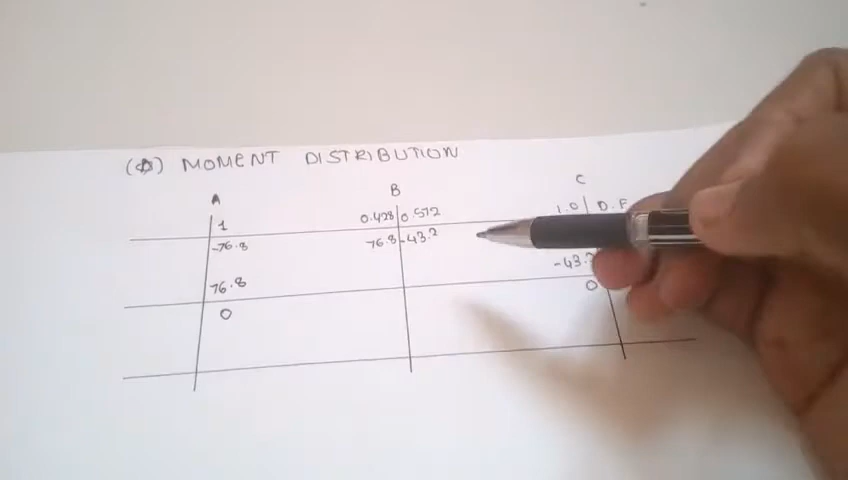 (A) MOMENT DISTRIBUTION
A B C
1 0.428 0.572 1.0 D.F
-76.8 76.8 -43.2
76.8 -43.2
0 0